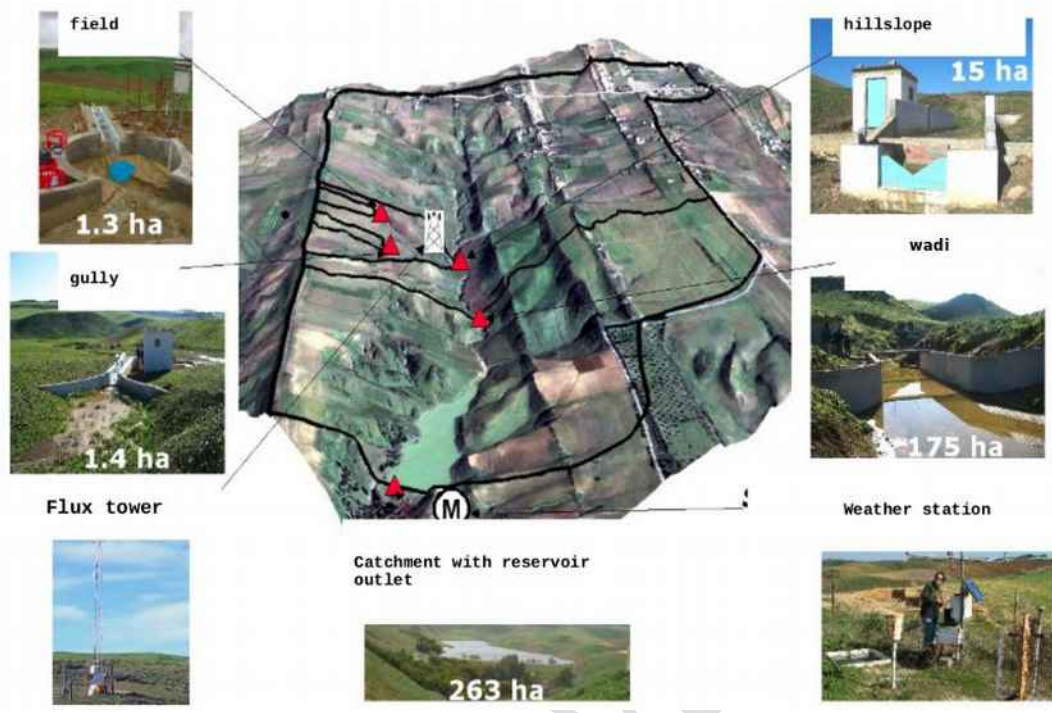 field
hillslope
15 ha
1.3 ha
gully
wadi
1.4 ha
175 ha
Flux tower
M
Weather station
Catchment with reservoir
outlet
263 ha